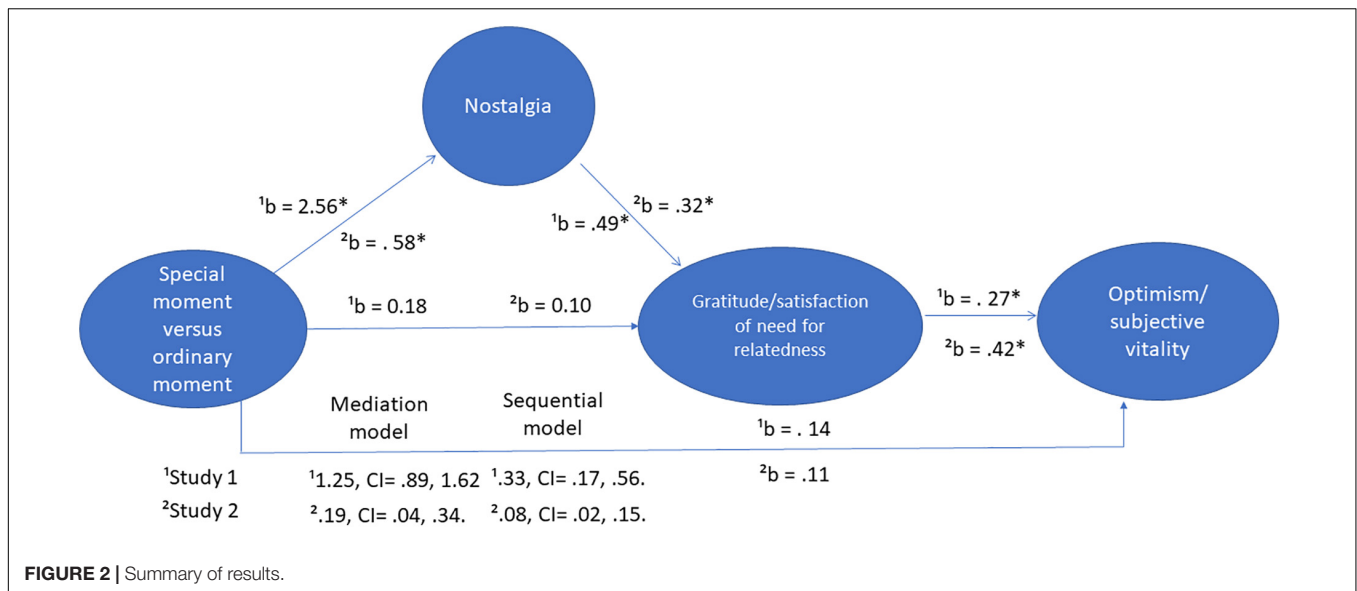 Nostalgia
¹b = 2.56*
²b = . 58*
²b = .32*
¹b = .49*
Special
moment
versus
ordinary
moment
¹b = 0.18
²b = 0.10
Gratitude/satisfaction
of need for
relatedness
¹b = . 27*
²b = .42*
Optimism/
subjective
vitality
Mediation
model
Sequential
model
¹b = . 14
²b = .11
¹Study 1
¹1.25, CI= .89, 1.62
¹.33, CI= .17, .56.
²Study 2
².19, CI= .04, .34.
².08, CI= .02, .15.
FIGURE 2 | Summary of results.